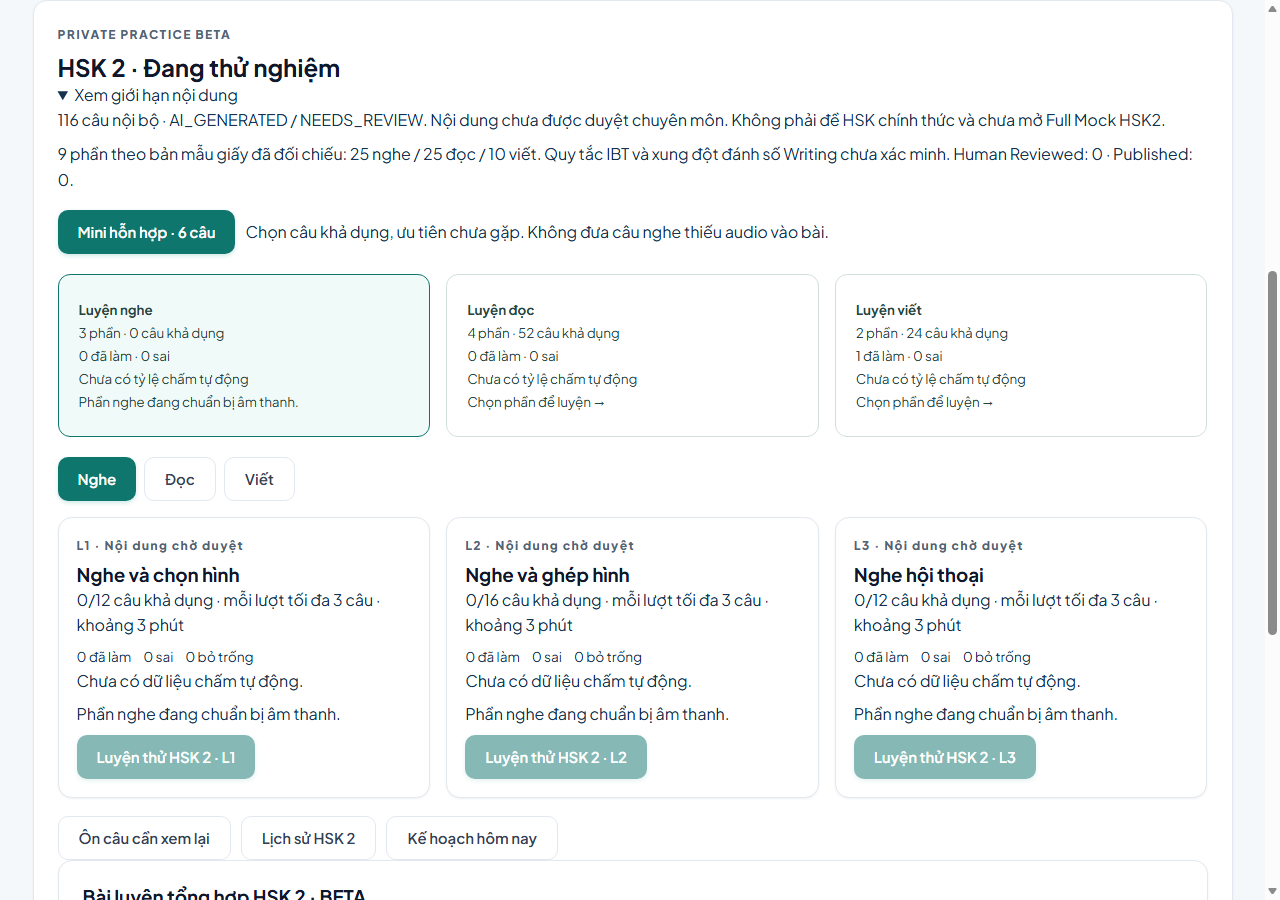 PRIVATE PRACTICE BETA
HSK 2 · Đang thử nghiệm
▼ Xem giới hạn nội dung
116 câu nội bộ · AI_GENERATED / NEEDS_REVIEW. Nội dung chưa được duyệt chuyên môn. Không phải đề HSK chính thức và chưa mở Full Mock HSK2.
9 phần theo bản mẫu giấy đã đối chiếu: 25 nghe / 25 đọc / 10 viết. Quy tắc IBT và xung đột đánh số Writing chưa xác minh. Human Reviewed: 0 · Published:
0.
Mini hỗn hợp · 6 câu
Chọn câu khả dụng, ưu tiên chưa gặp. Không đưa câu nghe thiếu audio vào bài.
Luyện nghe
3 phần · 0 câu khả dụng
0 đã làm · 0 sai
Chưa có tỷ lệ chấm tự động
Phần nghe đang chuẩn bị âm thanh.
Luyện đọc
4 phần · 52 câu khả dụng
0 đã làm · 0 sai
Chưa có tỷ lệ chấm tự động
Chọn phần để luyện →
Luyện viết
2 phần · 24 câu khả dụng
1 đã làm · 0 sai
Chưa có tỷ lệ chấm tự động
Chọn phần để luyện →
Nghe
Đọc
Viết
L1 · Nội dung chờ duyệt
Nghe và chọn hình
0/12 câu khả dụng · mỗi lượt tối đa 3 câu ·
khoảng 3 phút
0 đã làm 0 sai 0 bỏ trống
Chưa có dữ liệu chấm tự động.
Phần nghe đang chuẩn bị âm thanh.
Luyện thử HSK 2 · L1
L2 · Nội dung chờ duyệt
Nghe và ghép hình
0/16 câu khả dụng · mỗi lượt tối đa 3 câu ·
khoảng 3 phút
0 đã làm 0 sai 0 bỏ trống
Chưa có dữ liệu chấm tự động.
Phần nghe đang chuẩn bị âm thanh.
Luyện thử HSK 2 · L2
L3 · Nội dung chờ duyệt
Nghe hội thoại
0/12 câu khả dụng · mỗi lượt tối đa 3 câu ·
khoảng 3 phút
0 đã làm 0 sai 0 bỏ trống
Chưa có dữ liệu chấm tự động.
Phần nghe đang chuẩn bị âm thanh.
Luyện thử HSK 2 · L3
Ôn câu cần xem lại
Lịch sử HSK 2
Kế hoạch hôm nay
Bài luyện tổng hợp HSK 2 · BETA